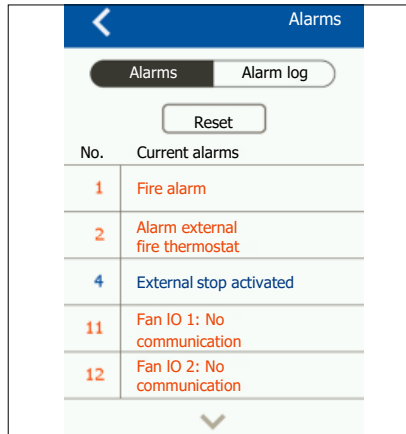 Alarms
Alarms Alarm log
Reset
No. Current alarms
1 Fire alarm
2 Alarm external
fire thermostat
4 External stop activated
11 Fan IO 1: No
communication
12 Fan IO 2: No
communication